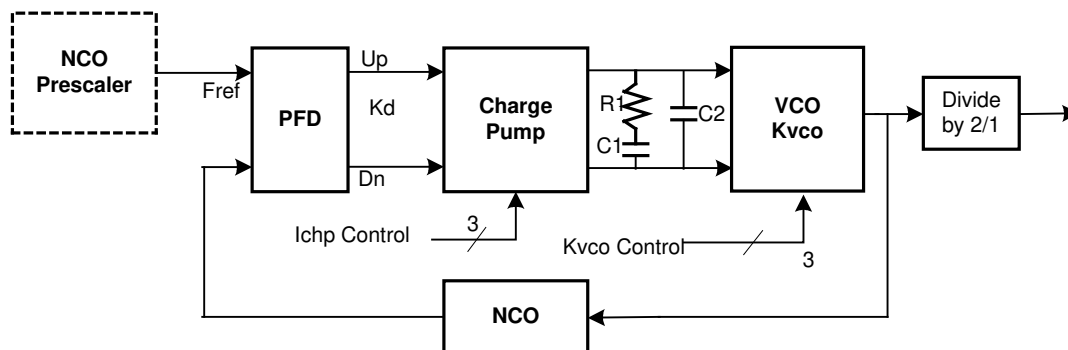 NCO
Prescaler
Fref
PFD
Up
Kd
Dn
Charge
Pump
R1
C1
C2
VCO
Kvco
Divide
by 2/1
Ichp Control
3
Kvco Control
3
NCO